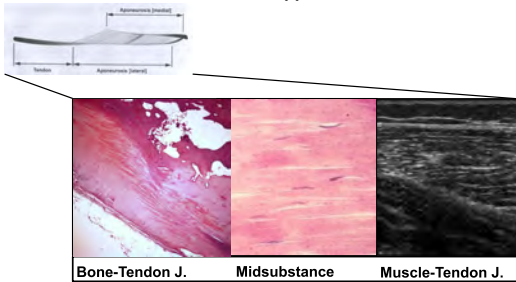 Aponeurosis [medial]
Tendon
Aponeurosis [lateral]
Bone-Tendon J.
Midsubstance
Muscle-Tendon J.